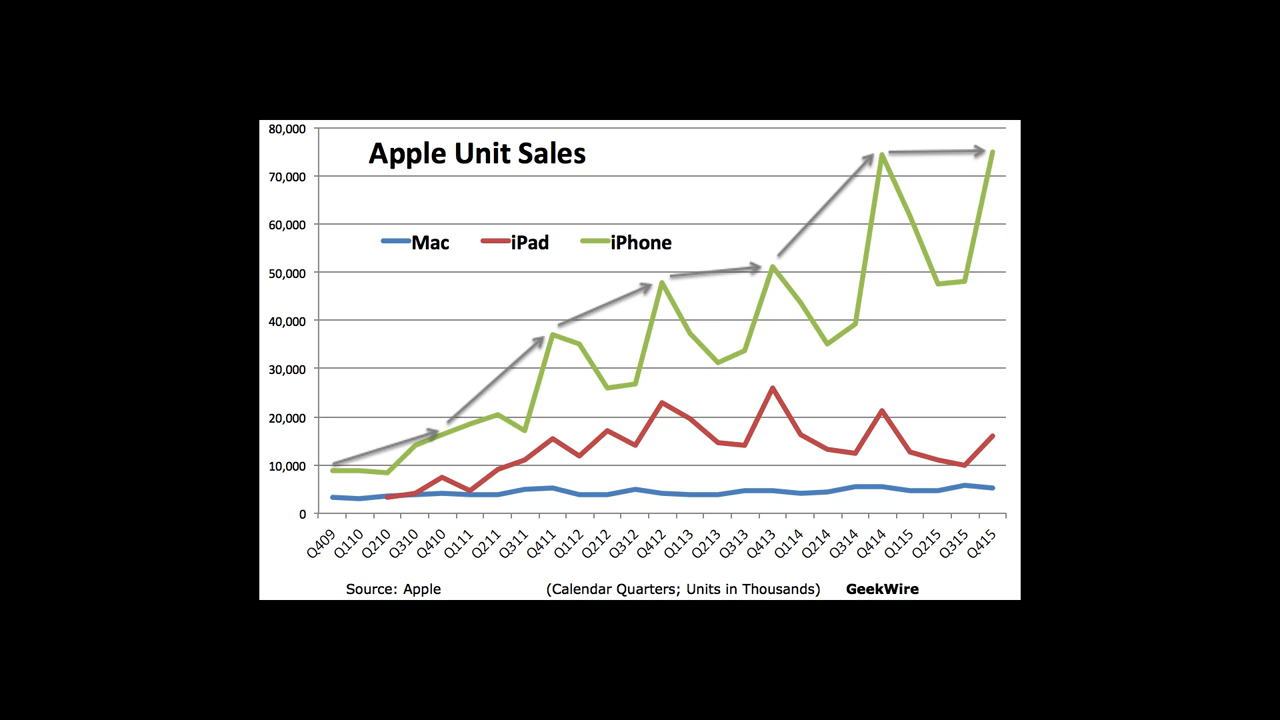 Apple Unit Sales
80,000
70,000
60,000
50,000
40,000
30,000
20,000
10,000
0
Mac iPad iPhone
Q409 Q110 Q210 Q310 Q410 Q111 Q211 Q311 Q411 Q112 Q212 Q312 Q412 Q113 Q213 Q313 Q413 Q114 Q214 Q314 Q414 Q115 Q215 Q315 Q415
Source: Apple (Calendar Quarters; Units in Thousands) GeekWire